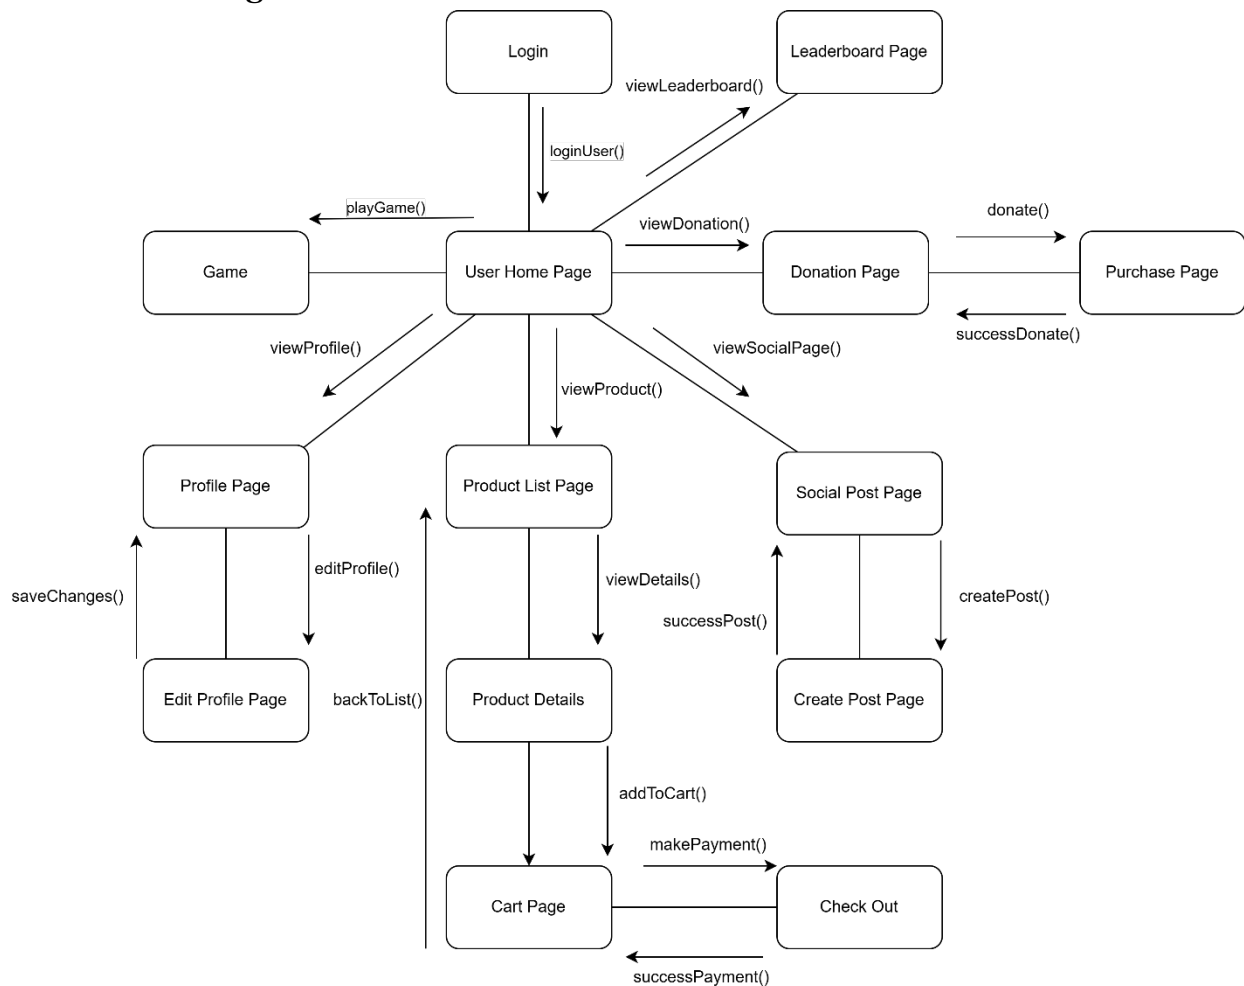 Login
Leaderboard Page
viewLeaderboard()
loginUser()
playGame()
viewDonation()
donate()
Game
User Home Page
Donation Page
Purchase Page
successDonate()
viewProfile()
viewSocialPage()
viewProduct()
Profile Page
Product List Page
Social Post Page
editProfile()
viewDetails()
saveChanges()
createPost()
successPost()
Edit Profile Page
backToList()
Product Details
Create Post Page
addToCart()
makePayment()
Cart Page
Check Out
successPayment()